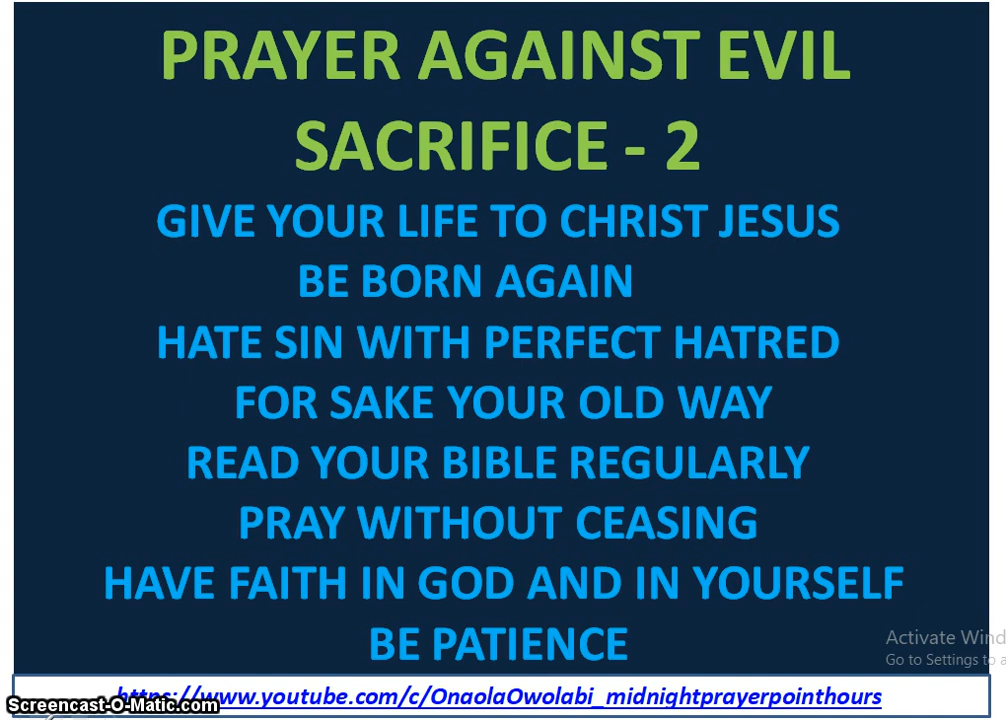 PRAYER AGAINST EVIL
SACRIFICE - 2
GIVE YOUR LIFE TO CHRIST JESUS
BE BORN AGAIN
HATE SIN WITH PERFECT HATRED
FOR SAKE YOUR OLD WAY
READ YOUR BIBLE REGULARLY
PRAY WITHOUT CEASING
HAVE FAITH IN GOD AND IN YOURSELF
BE PATIENCE
Activate Wind
Go to Settings to a
https://www.youtube.com/c/OnaolaOwolabi_midnightprayerpointhours
Screencast-O-Matic.com